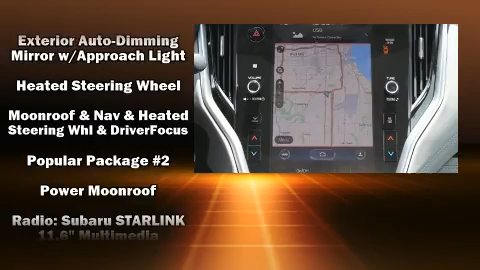 Exterior Auto-Dimming
Mirror w/Approach Light
Heated Steering Wheel
Moonroof & Nav & Heated
Steering Whl & DriverFocus
Popular Package #2
Power Moonroof
Radio: Subaru STARLINK
11.6" Multimedia
VOLUME
TUNE